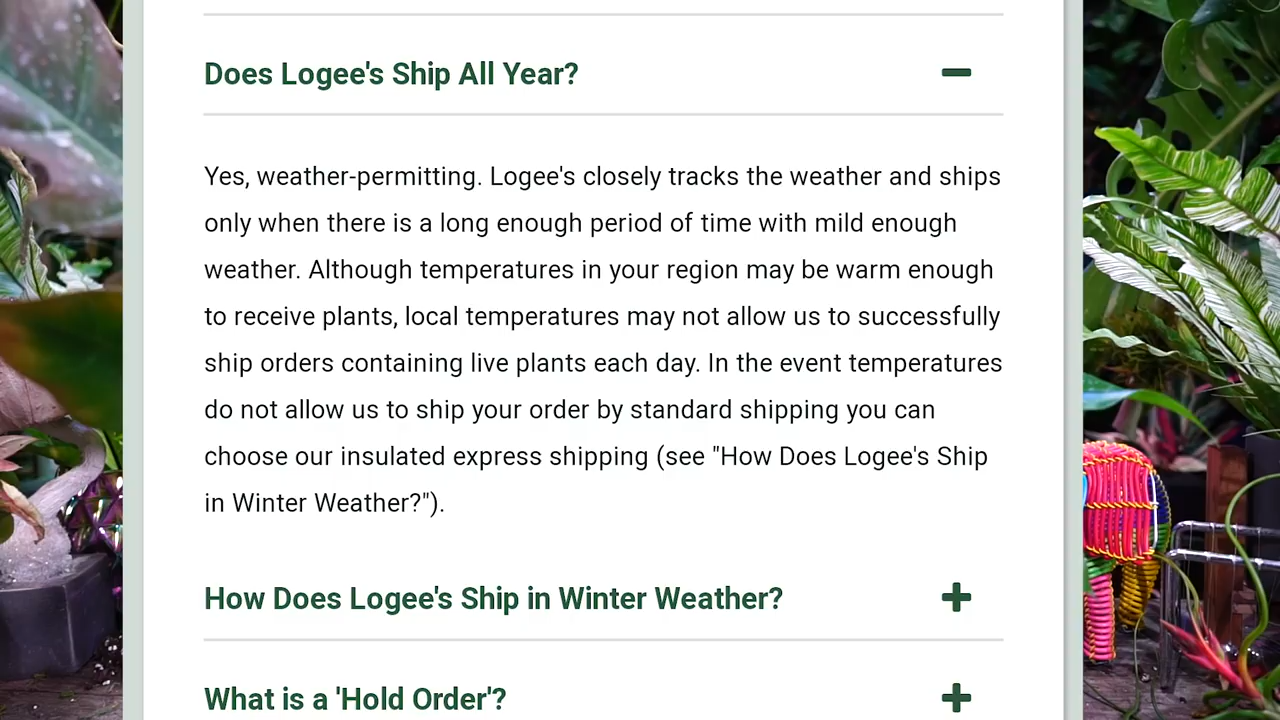 Does Logee's Ship All Year?
Yes, weather-permitting. Logee's closely tracks the weather and ships
only when there is a long enough period of time with mild enough
weather. Although temperatures in your region may be warm enough
to receive plants, local temperatures may not allow us to successfully
ship orders containing live plants each day. In the event temperatures
do not allow us to ship your order by standard shipping you can
choose our insulated express shipping (see "How Does Logee's Ship
in Winter Weather?").
How Does Logee's Ship in Winter Weather?
What is a 'Hold Order'?